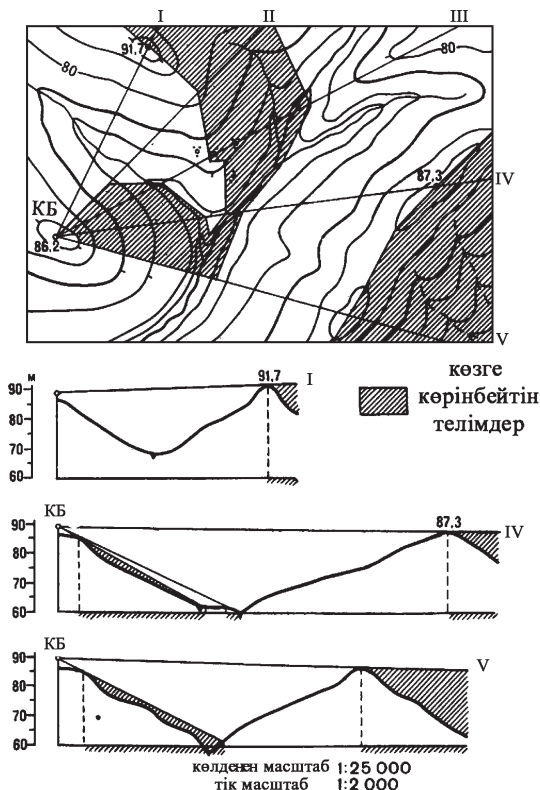 I II III
91,7
80 80
87,3
IV
КБ
86,2
V
м
91,7
I
90
80
70
60
көзге
көрінбейтін
телімдер
КБ
87,3
IV
90
80
70
60
КБ
V
90
80
70
60
көлденең масштаб 1:25 000
тік масштаб 1:2 000